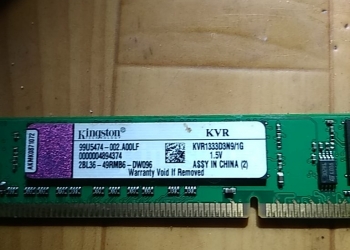 Kingston KVR
99U5474-002.A00LF KVR1333D3N9/1G
0000004894374 1.5V
2BL36-49RMB6-DW096 ASSY IN CHINA (2)
Warranty Void If Removed